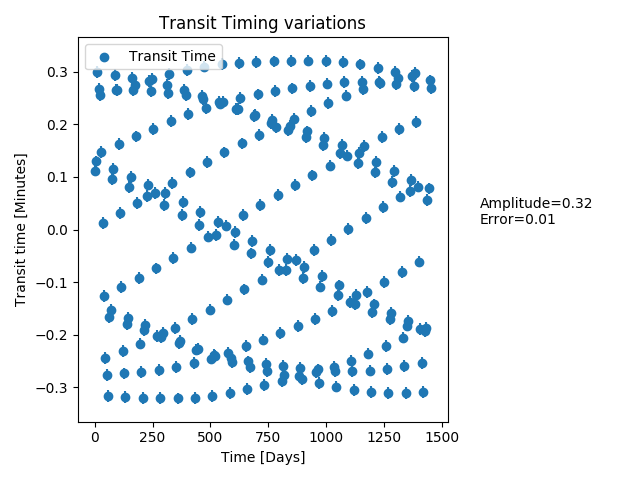 Transit Timing variations
Transit Time
0.3
0.2
0.1
0.0
−0.1
−0.2
−0.3
Transit time [Minutes]
Amplitude=0.32
Error=0.01
0
250
500
750
1000
1250
1500
Time [Days]